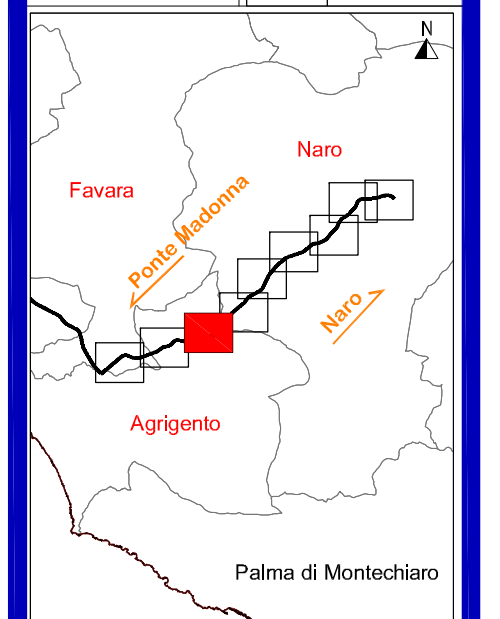 N
Naro
Favara
Ponte Madonna
Naro
Agrigento
Palma di Montechiaro